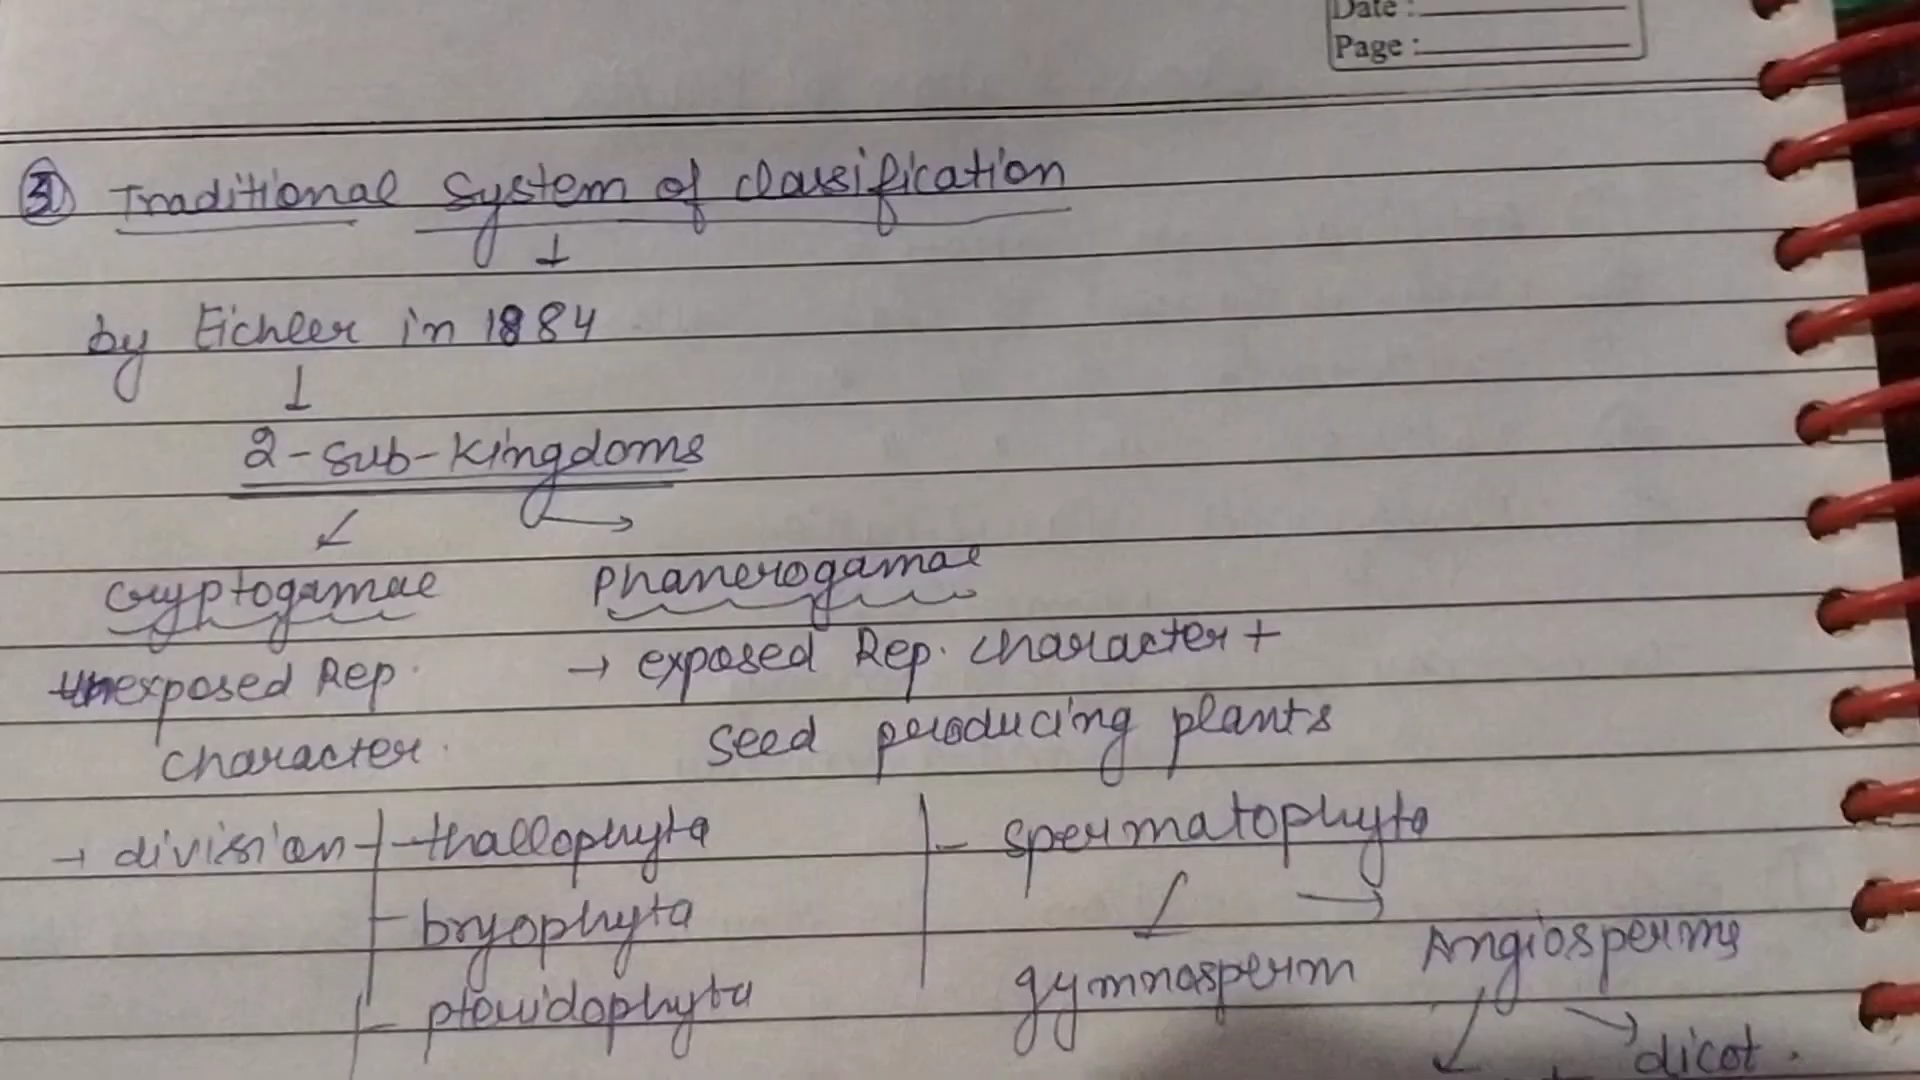 Date :
Page :
③ Traditional System of classification
by Eichler in 1884
2-sub-kingdoms
Cryptogamae Phanerogamae
unexposed Rep. → exposed Rep. character +
character. seed producing plants
→ division - thallophyta - spermatophyta
- bryophyta
gymnosperm Angiosperms
- pteridophyta
dicot.